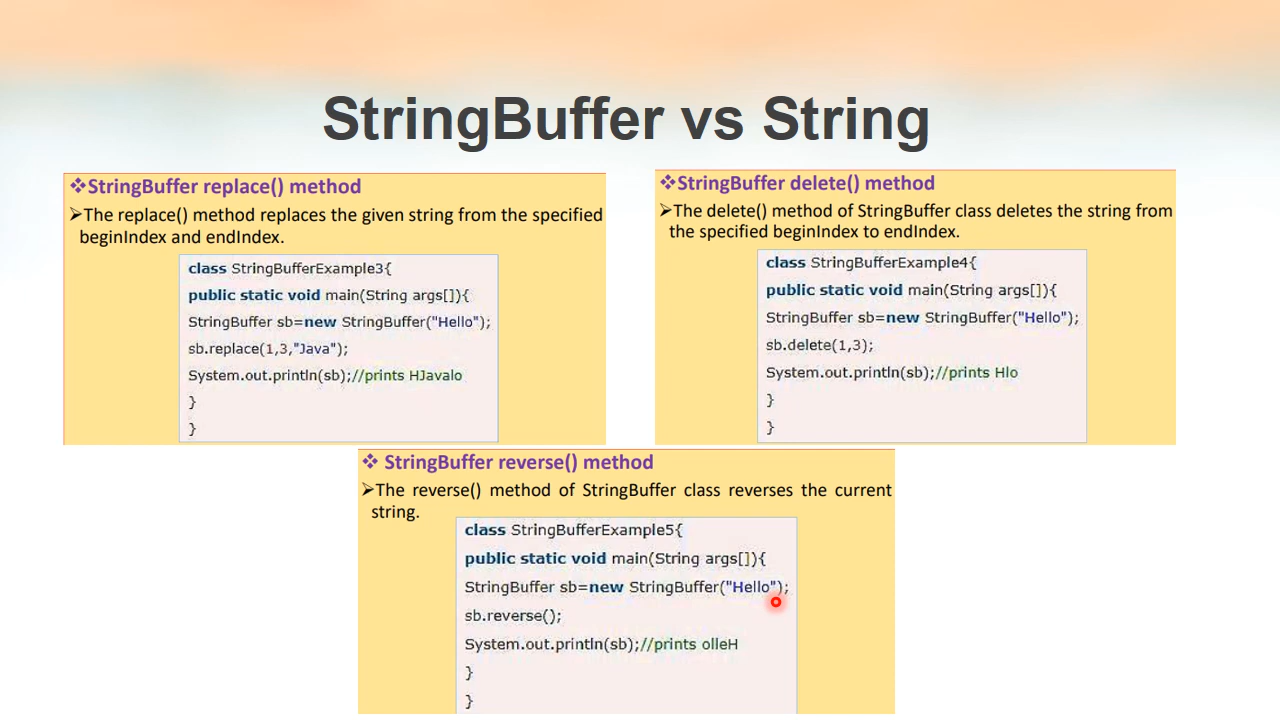 StringBuffer vs String
❖StringBuffer replace() method
➢The replace() method replaces the given string from the specified
beginIndex and endIndex.
class StringBufferExample3{
public static void main(String args[]){
StringBuffer sb=new StringBuffer("Hello");
sb.replace(1,3,"Java");
System.out.println(sb);//prints HJavalo
}
}
❖StringBuffer delete() method
➢The delete() method of StringBuffer class deletes the string from
the specified beginIndex to endIndex.
class StringBufferExample4{
public static void main(String args[]){
StringBuffer sb=new StringBuffer("Hello");
sb.delete(1,3);
System.out.println(sb);//prints Hlo
}
}
❖ StringBuffer reverse() method
➢The reverse() method of StringBuffer class reverses the current
string.
class StringBufferExample5{
public static void main(String args[]){
StringBuffer sb=new StringBuffer("Hello");
sb.reverse();
System.out.println(sb);//prints olleH
}
}